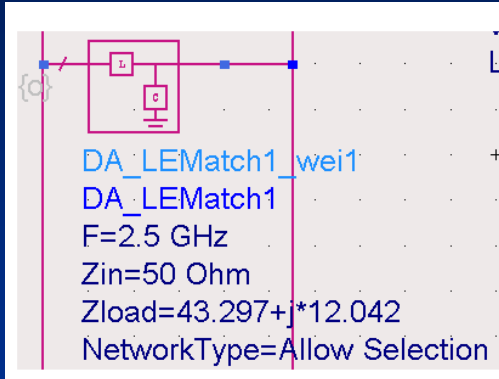 L
C
{o}
DA_LEMatch1_wei1
DA_LEMatch1
F=2.5 GHz
Zin=50 Ohm
Zload=43.297+j*12.042
NetworkType=Allow Selection